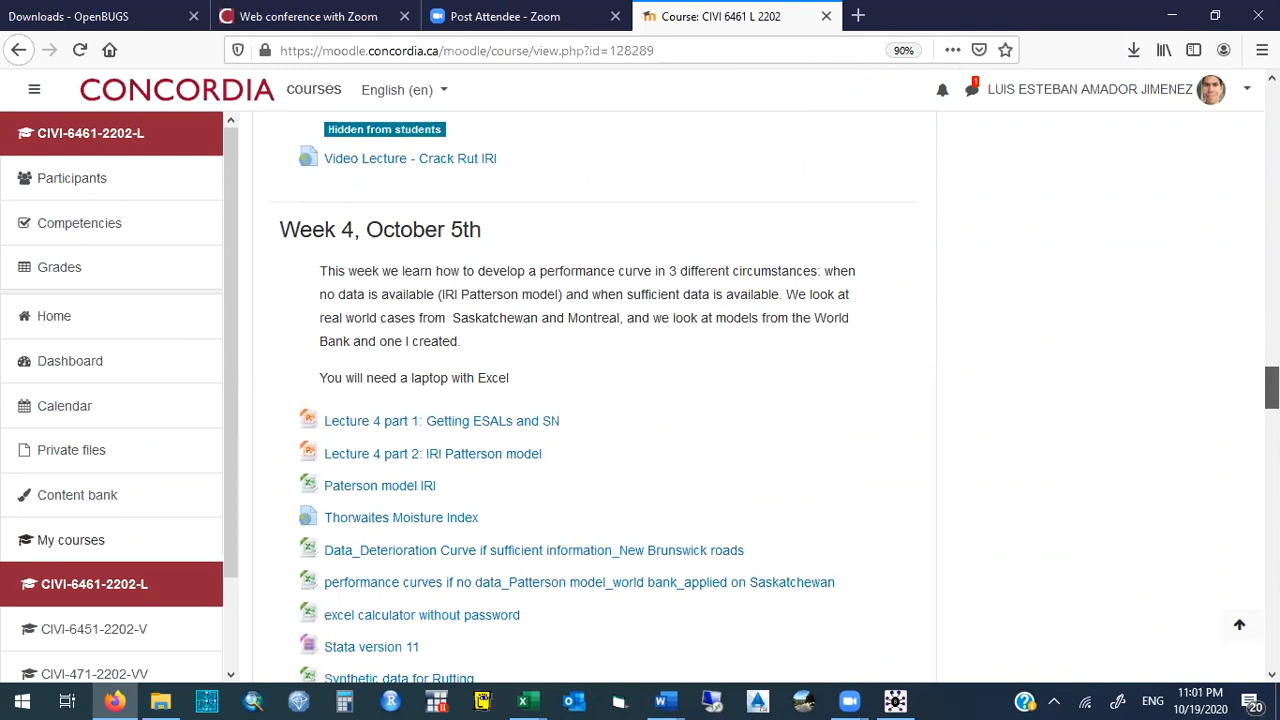 Downloads - OpenBUGS
Web conference with Zoom
Post Attendee - Zoom
Course: CIVI 6461 L 2202
https://moodle.concordia.ca/moodle/course/view.php?id=128289
90%
CONCORDIA courses English (en)
1
LUIS ESTEBAN AMADOR JIMENEZ
CIVI-6461-2202-L
Participants
Competencies
Grades
Home
Dashboard
Calendar
Private files
Content bank
My courses
CIVI-6461-2202-L
CIVI-6451-2202-V
CIVI-471-2202-VV
Hidden from students
Video Lecture - Crack Rut IRI
Week 4, October 5th
This week we learn how to develop a performance curve in 3 different circumstances: when
no data is available (IRI Patterson model) and when sufficient data is available. We look at
real world cases from Saskatchewan and Montreal, and we look at models from the World
Bank and one I created.
You will need a laptop with Excel
Lecture 4 part 1: Getting ESALs and SN
Lecture 4 part 2: IRI Patterson model
Paterson model IRI
Thorwaites Moisture Index
Data_Deterioration Curve if sufficient information_New Brunswick roads
performance curves if no data_Patterson model_world bank_applied on Saskatchewan
excel calculator without password
Stata version 11
Synthetic data for Rutting
ENG
11:01 PM
10/19/2020
20